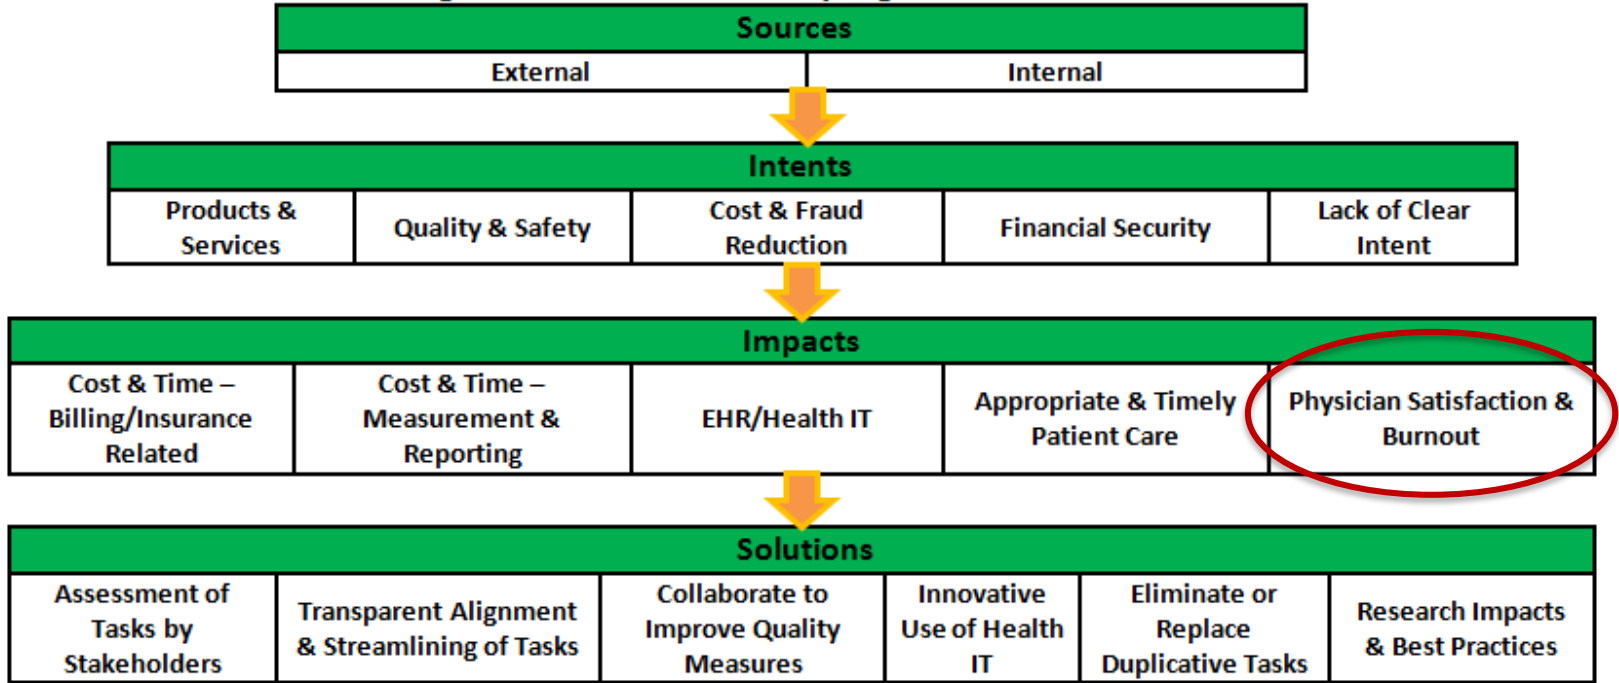 Sources
External Internal
Intents
Products &
Services
Quality & Safety
Cost & Fraud
Reduction
Financial Security
Lack of Clear
Intent
Impacts
Cost & Time –
Billing/Insurance
Related
Cost & Time –
Measurement &
Reporting
EHR/Health IT
Appropriate & Timely
Patient Care
Physician Satisfaction &
Burnout
Solutions
Assessment of
Tasks by
Stakeholders
Transparent Alignment
& Streamlining of Tasks
Collaborate to
Improve Quality
Measures
Innovative
Use of Health
IT
Eliminate or
Replace
Duplicative Tasks
Research Impacts
& Best Practices